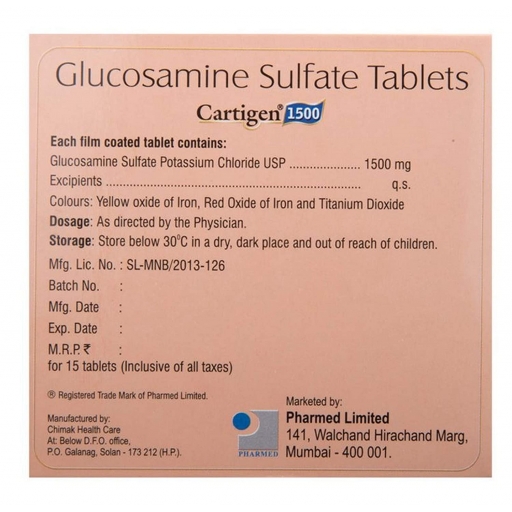 Glucosamine Sulfate Tablets
Cartigen® 1500
Each film coated tablet contains:
Glucosamine Sulfate Potassium Chloride USP .................... 1500 mg
Excipients ........................................................................ q.s.
Colours: Yellow oxide of Iron, Red Oxide of Iron and Titanium Dioxide
Dosage: As directed by the Physician.
Storage: Store below 30⁰C in a dry, dark place and out of reach of children.
Mfg. Lic. No. : SL-MNB/2013-126
Batch No. :
Mfg. Date :
Exp. Date :
M.R.P. ₹ :
for 15 tablets (Inclusive of all taxes)
® Registered Trade Mark of Pharmed Limited.
Manufactured by:
Chimak Health Care
At: Below D.F.O. office,
P.O. Galanag, Solan - 173 212 (H.P.).
PHARMED
Marketed by:
Pharmed Limited
141, Walchand Hirachand Marg,
Mumbai - 400 001.